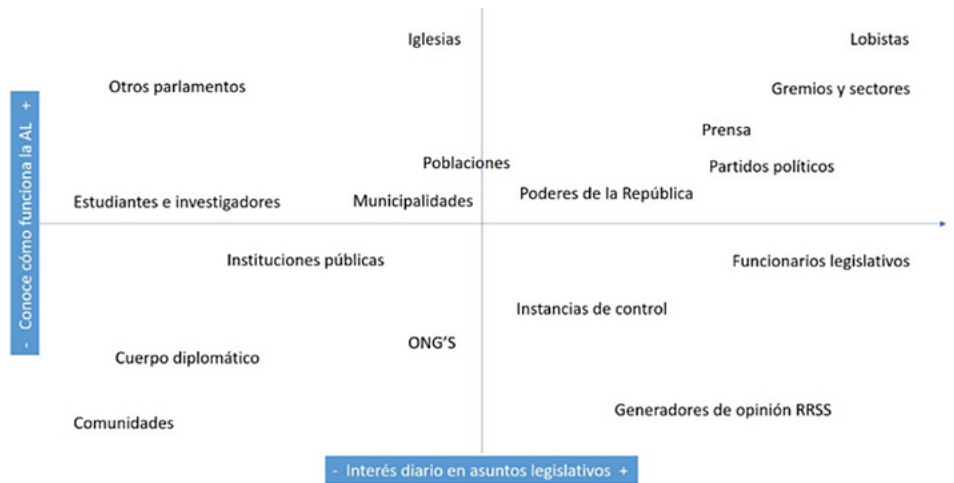 Iglesias
Lobistas
Otros parlamentos
Gremios y sectores
Prensa
Poblaciones
Partidos políticos
Estudiantes e investigadores
Municipalidades
Poderes de la República
Instituciones públicas
Funcionarios legislativos
Instancias de control
ONG'S
Cuerpo diplomático
Generadores de opinión RRSS
Comunidades
- Conoce cómo funciona la AL +
- Interés diario en asuntos legislativos +